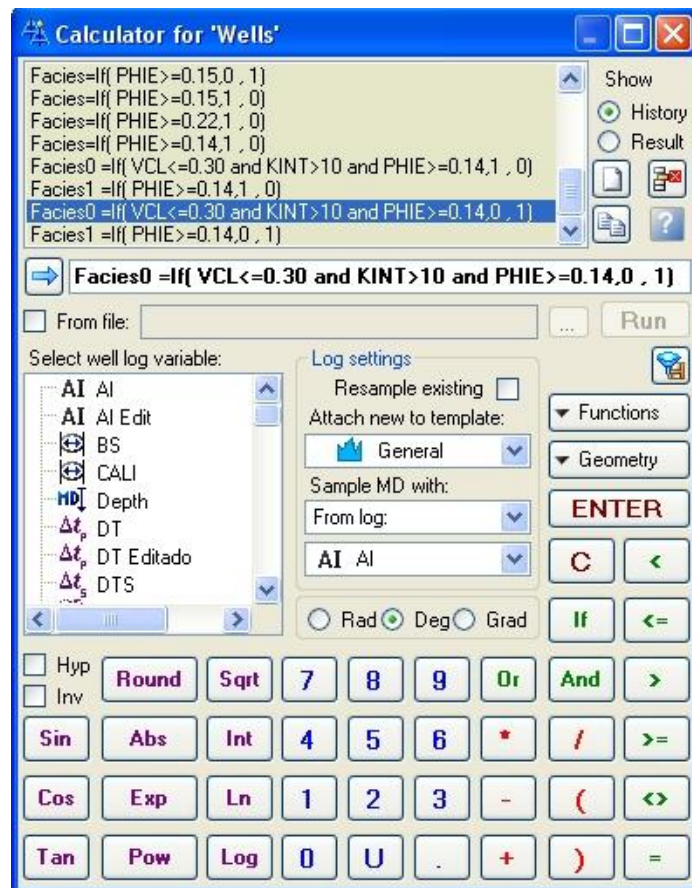 Calculator for 'Wells'
Facies=If( PHIE>=0.15,0 , 1)
Facies=If( PHIE>=0.15,1 , 0)
Facies=If( PHIE>=0.22,1 , 0)
Facies=If( PHIE>=0.14,1 , 0)
Facies0 =If( VCL<=0.30 and KINT>10 and PHIE>=0.14,1 , 0)
Facies1 =If( PHIE>=0.14,1 , 0)
Facies0 =If( VCL<=0.30 and KINT>10 and PHIE>=0.14,0 , 1)
Facies1 =If( PHIE>=0.14,0 , 1)
Show
History
Result
?
Facies0 =If( VCL<=0.30 and KINT>10 and PHIE>=0.14,0 , 1)
From file:
... Run
Select well log variable:
AI AI
AI AI Edit
BS
CALI
MD Depth
Δtp DT
Δtp DT Editado
Δts DTS
Log settings
Resample existing
Attach new to template:
General
Sample MD with:
From log:
AI AI
Rad Deg Grad
Functions
Geometry
ENTER
C <
If <=
Hyp
Inv
Round Sqrt 7 8 9 Or And >
Sin Abs Int 4 5 6 * / >=
Cos Exp Ln 1 2 3 - ( <>
Tan Pow Log 0 U . + ) =